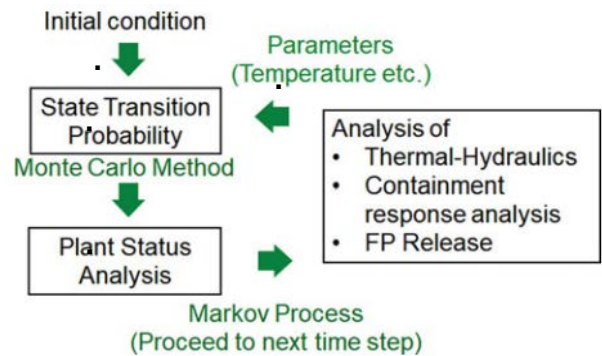 Initial condition
Parameters
(Temperature etc.)
State Transition
Probability
Monte Carlo Method
Analysis of
• Thermal-Hydraulics
• Containment
response analysis
• FP Release
Plant Status
Analysis
Markov Process
(Proceed to next time step)